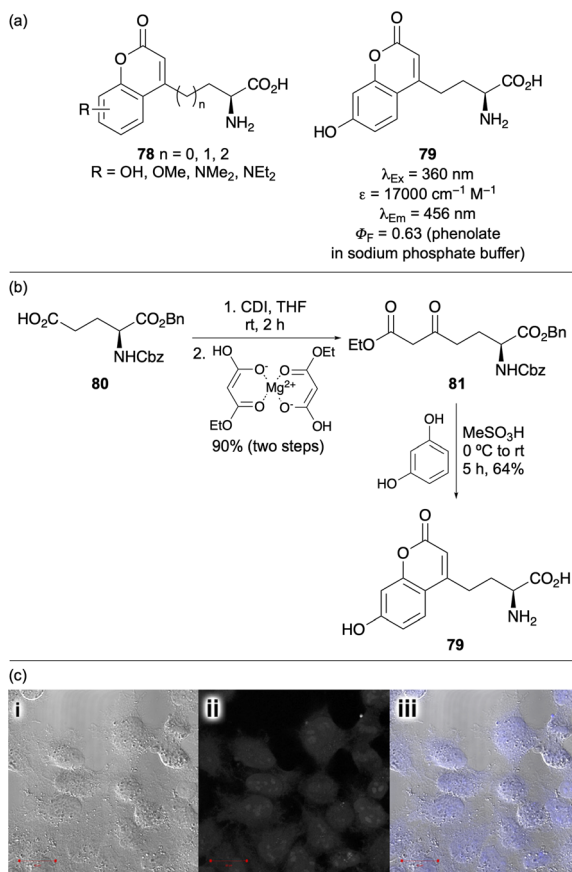 (a)
O
O
CO₂H
R
( )n
NH₂
78 n = 0, 1, 2
R = OH, OMe, NMe₂, NEt₂
O
O
CO₂H
HO
NH₂
79
λEx = 360 nm
ε = 17000 cm⁻¹ M⁻¹
λEm = 456 nm
ΦF = 0.63 (phenolate
in sodium phosphate buffer)
(b)
HO₂C
CO₂Bn
NHCbz
80
1. CDI, THF
rt, 2 h
2.
HO
O⁻
O
OEt
Mg²⁺
EtO
O
O⁻
OH
90% (two steps)
O
O
EtO
CO₂Bn
NHCbz
81
OH
HO
MeSO₃H
0 ºC to rt
5 h, 64%
O
O
CO₂H
HO
NH₂
79
(c)
i
ii
iii